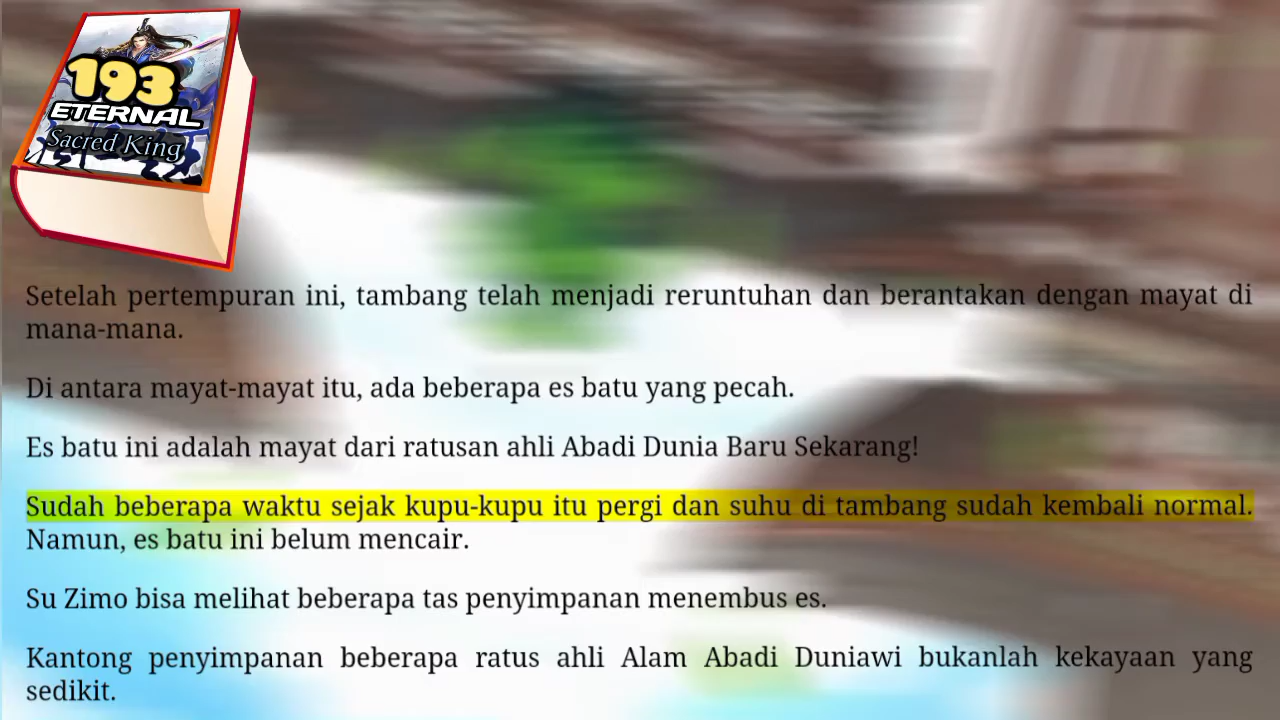 193
ETERNAL
Sacred King
Setelah pertempuran ini, tambang telah menjadi reruntuhan dan berantakan dengan mayat di
mana-mana.
Di antara mayat-mayat itu, ada beberapa es batu yang pecah.
Es batu ini adalah mayat dari ratusan ahli Abadi Dunia Baru Sekarang!
Sudah beberapa waktu sejak kupu-kupu itu pergi dan suhu di tambang sudah kembali normal.
Namun, es batu ini belum mencair.
Su Zimo bisa melihat beberapa tas penyimpanan menembus es.
Kantong penyimpanan beberapa ratus ahli Alam Abadi Duniawi bukanlah kekayaan yang
sedikit.